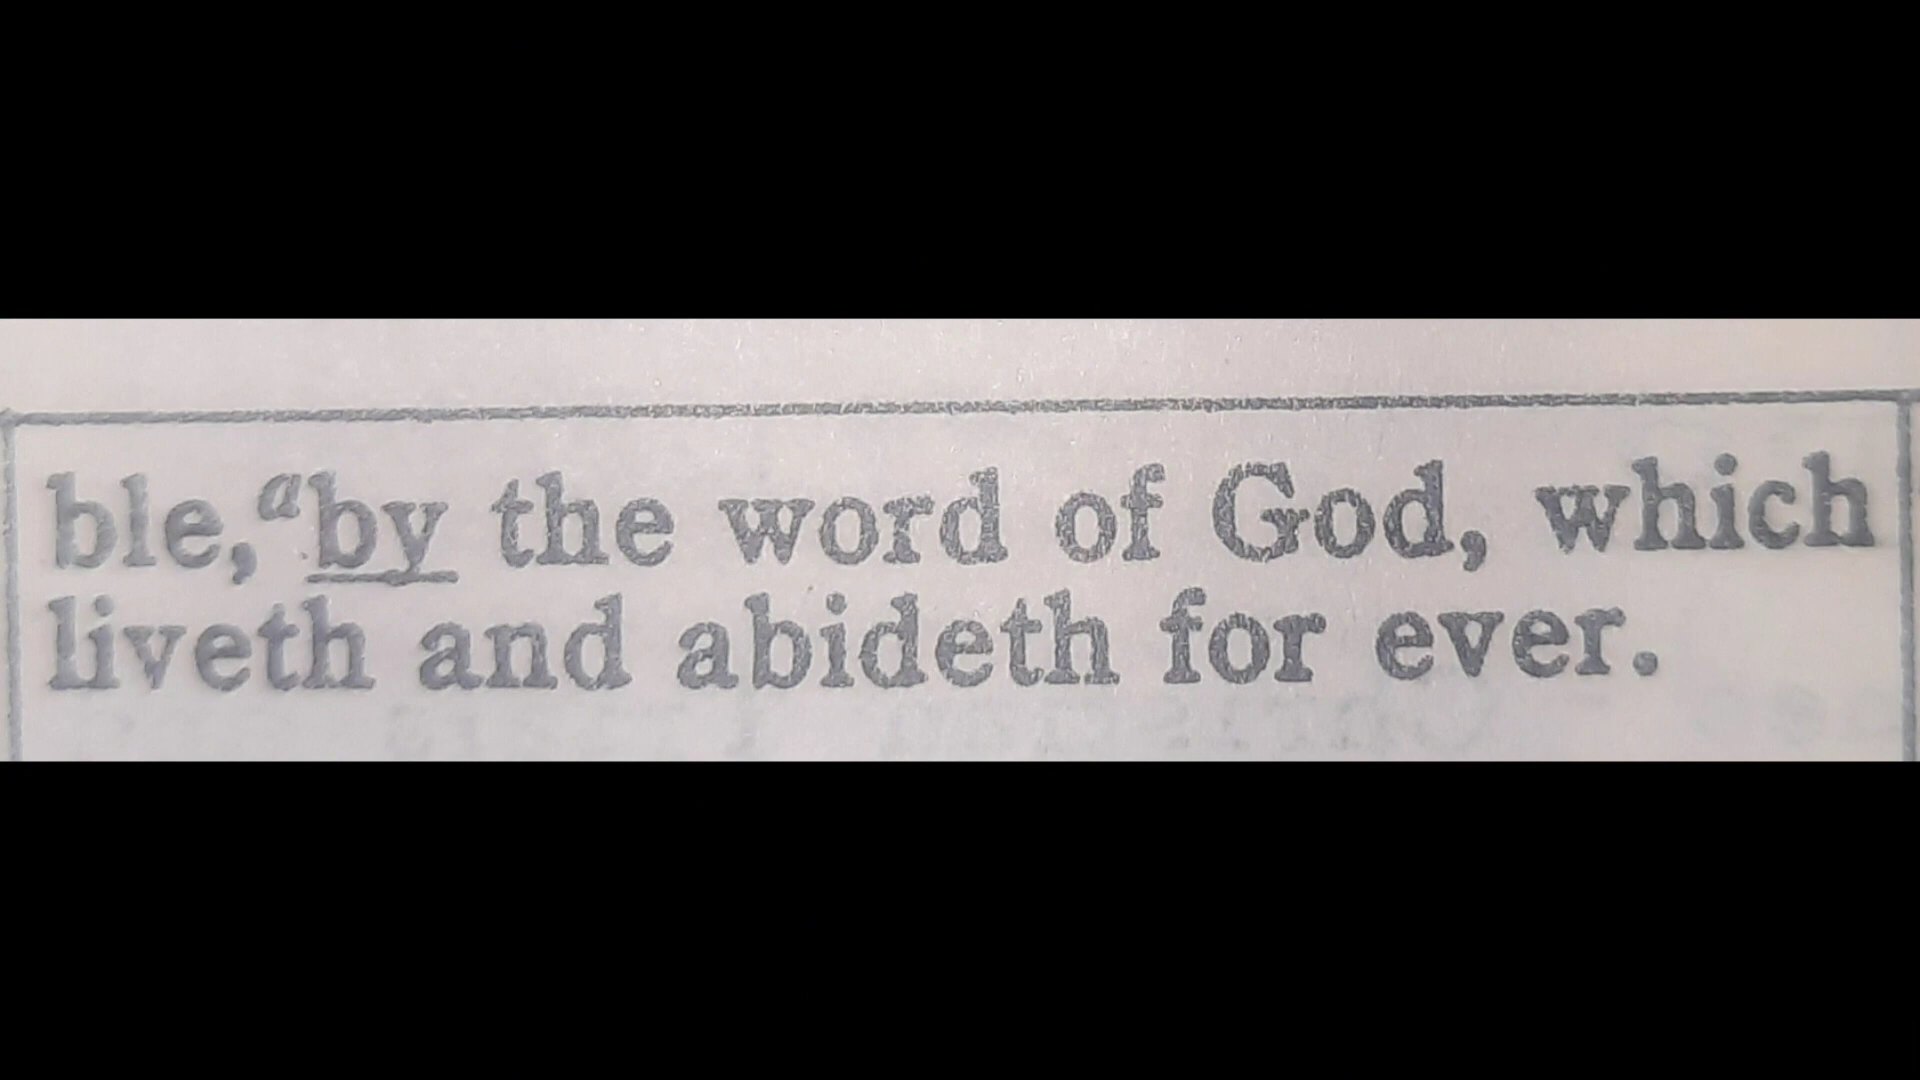 ble,ᵃby the word of God, which
liveth and abideth for ever.